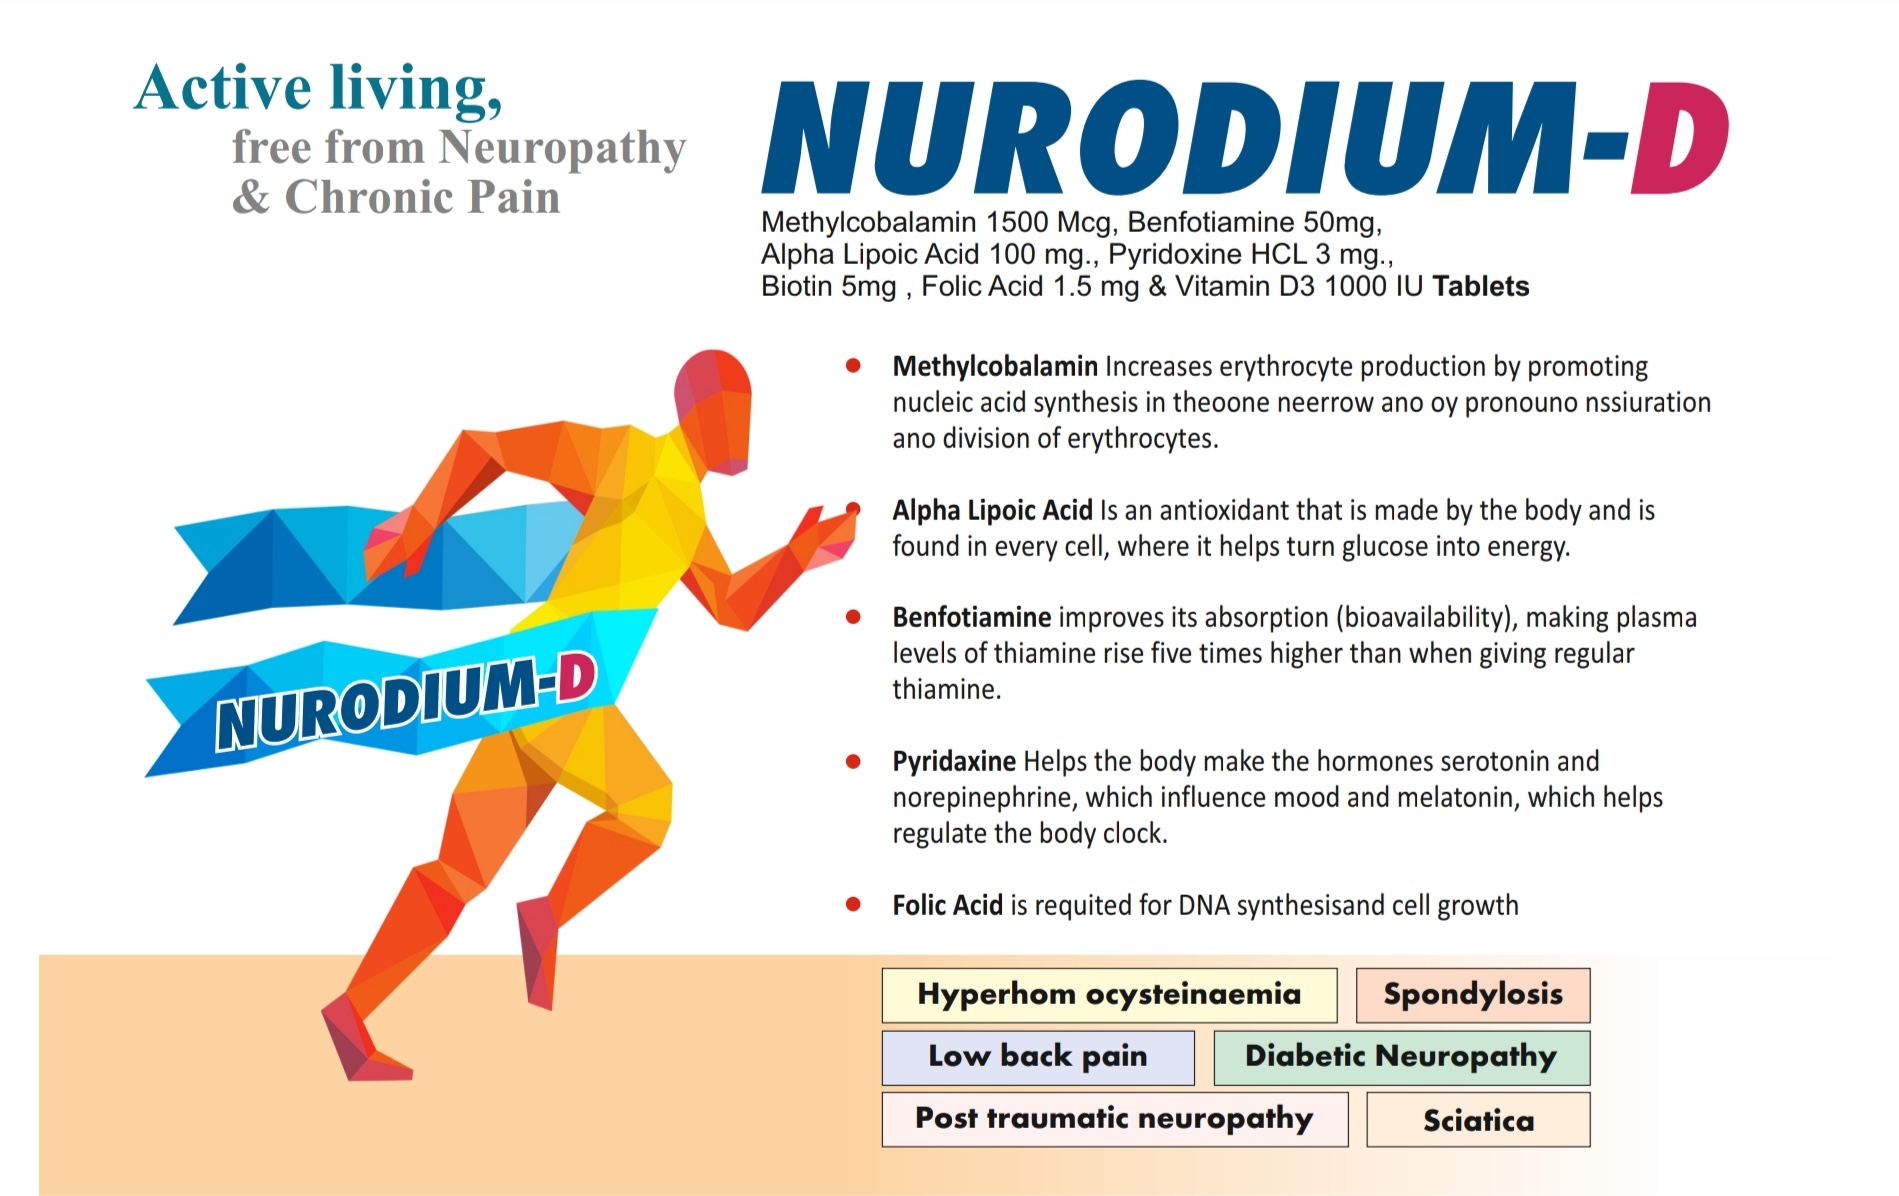 Active living,
free from Neuropathy
& Chronic Pain
NURODIUM-D
Methylcobalamin 1500 Mcg, Benfotiamine 50mg,
Alpha Lipoic Acid 100 mg., Pyridoxine HCL 3 mg.,
Biotin 5mg , Folic Acid 1.5 mg & Vitamin D3 1000 IU Tablets
• Methylcobalamin Increases erythrocyte production by promoting
nucleic acid synthesis in theoone neerrow ano oy pronouno nssiuration
ano division of erythrocytes.
• Alpha Lipoic Acid Is an antioxidant that is made by the body and is
found in every cell, where it helps turn glucose into energy.
• Benfotiamine improves its absorption (bioavailability), making plasma
levels of thiamine rise five times higher than when giving regular
thiamine.
• Pyridaxine Helps the body make the hormones serotonin and
norepinephrine, which influence mood and melatonin, which helps
regulate the body clock.
• Folic Acid is requited for DNA synthesisand cell growth
NURODIUM-D
Hyperhom ocysteinaemia
Spondylosis
Low back pain
Diabetic Neuropathy
Post traumatic neuropathy
Sciatica